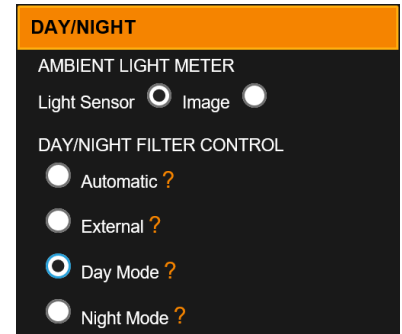 DAY/NIGHT
AMBIENT LIGHT METER
Light Sensor Image
DAY/NIGHT FILTER CONTROL
Automatic ?
External ?
Day Mode ?
Night Mode ?